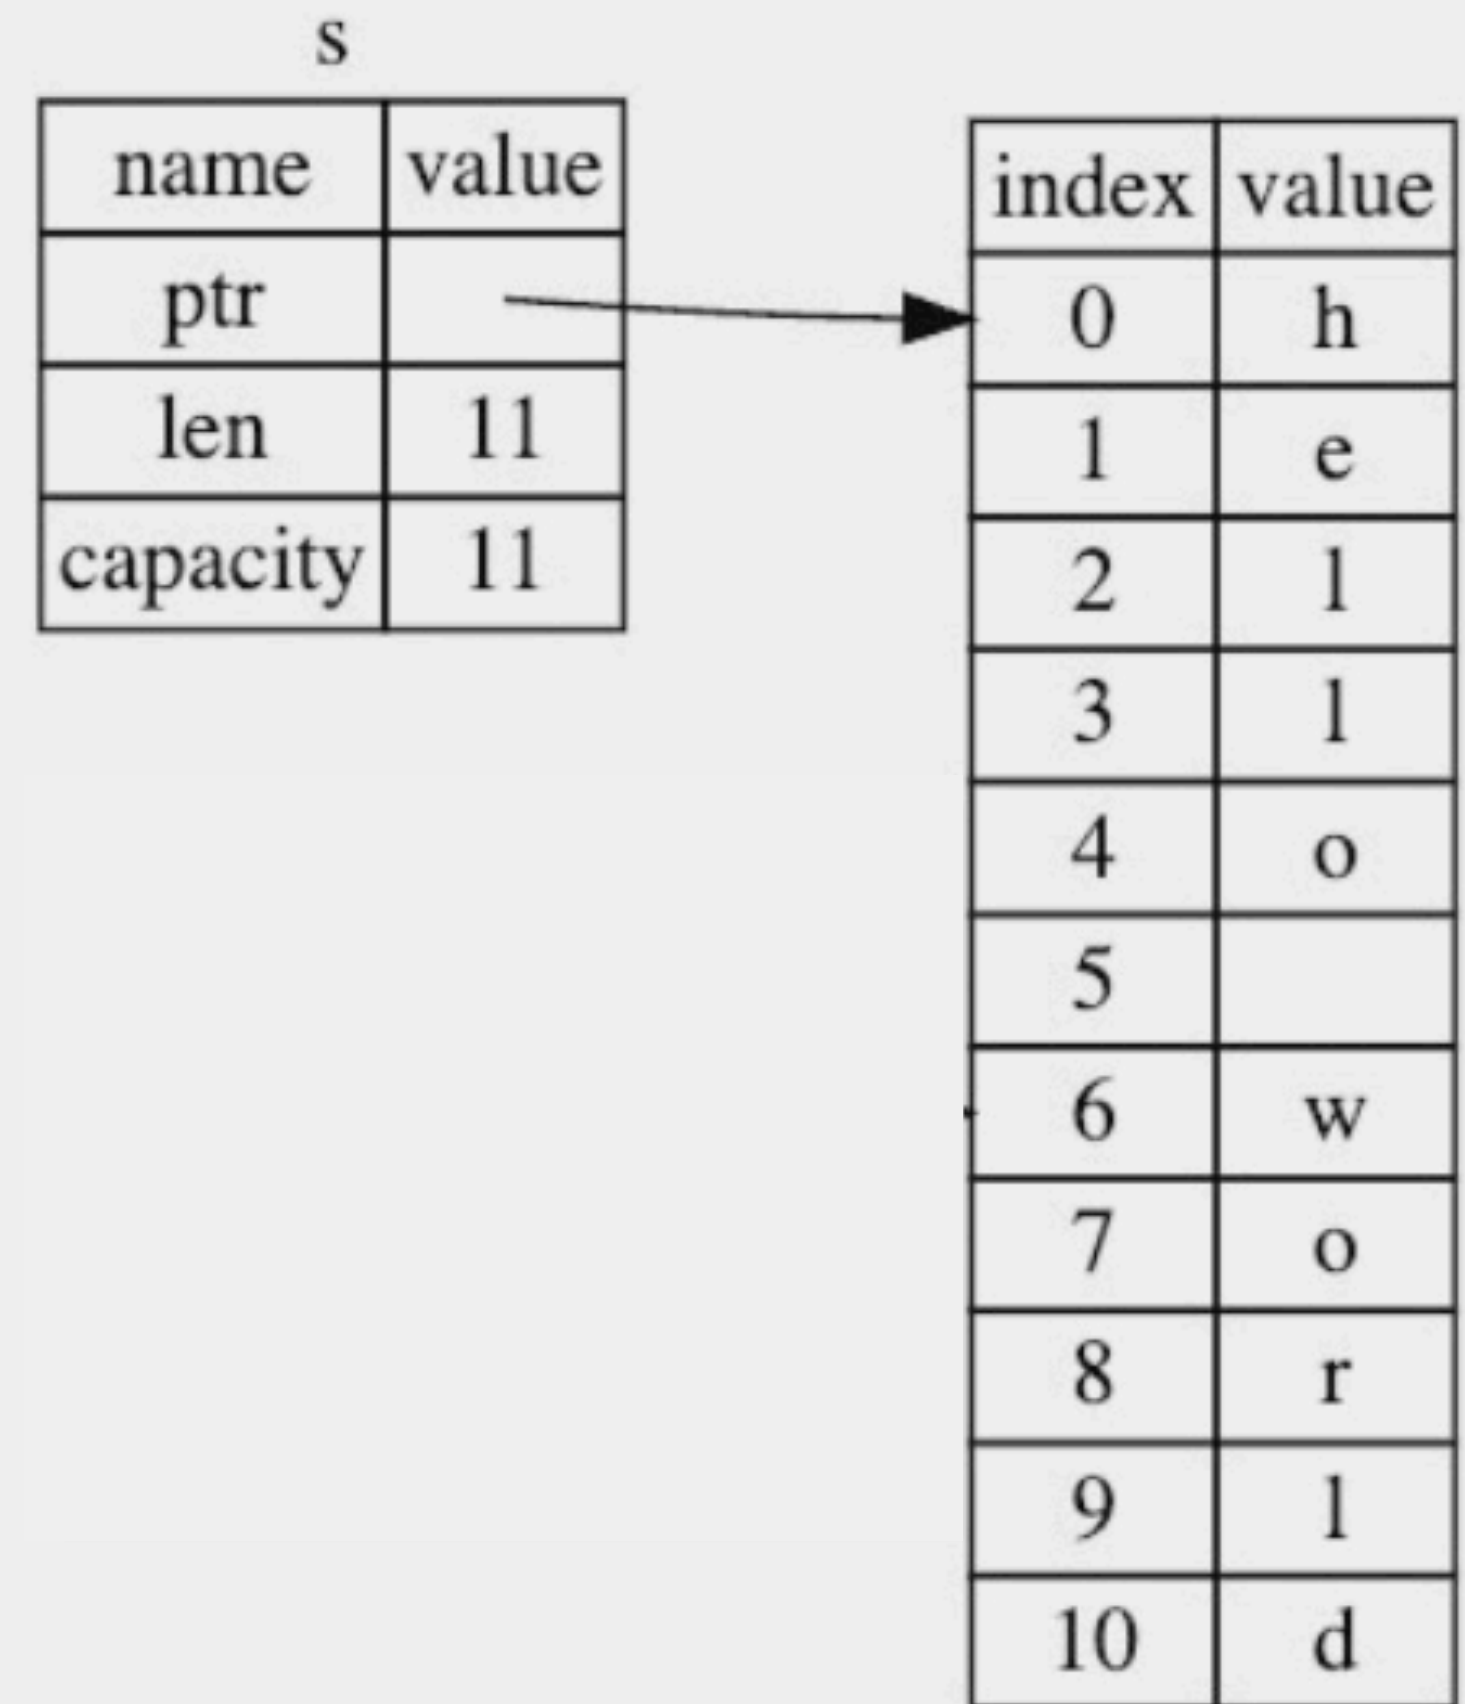 s
name value
ptr
len 11
capacity 11
index value
0 h
1 e
2 l
3 l
4 o
5
6 w
7 o
8 r
9 l
10 d